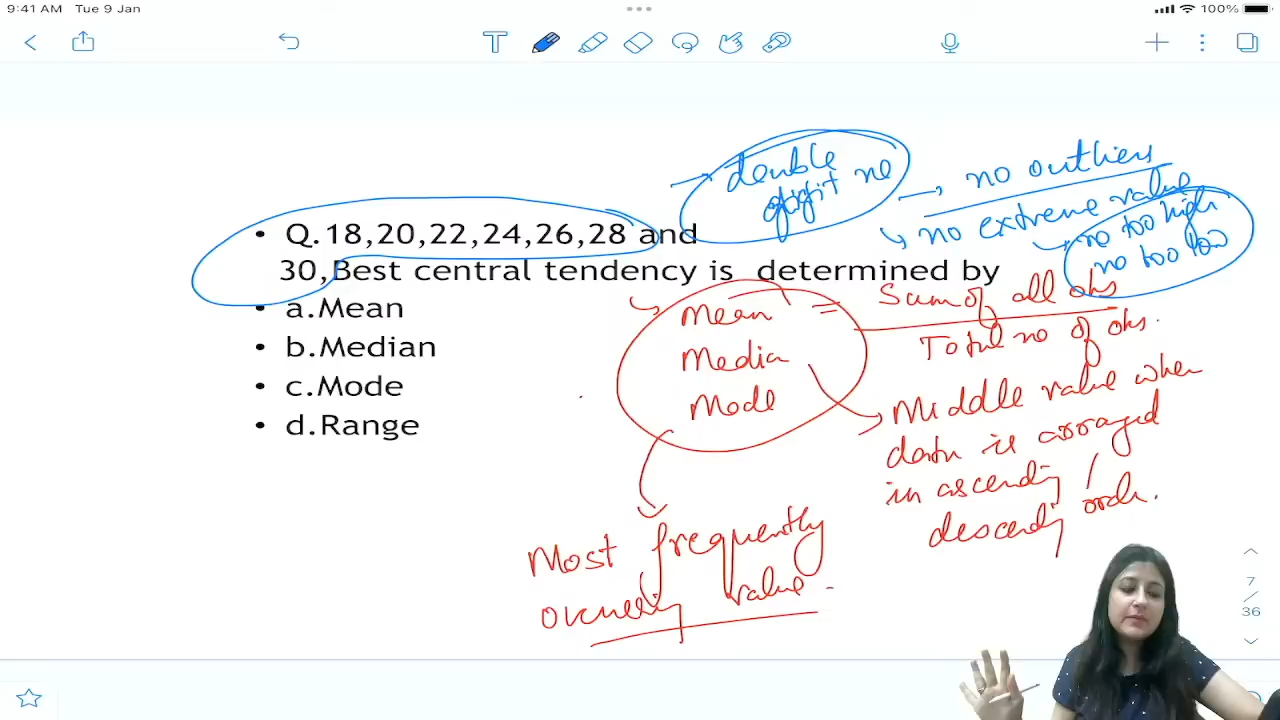 9:41 AM Tue 9 Jan
100%
→ double
digit no
→ no outliers
↳ no extreme value
no too high
no too low
• Q.18,20,22,24,26,28 and
30,Best central tendency is determined by
• a.Mean
• b.Median
• c.Mode
• d.Range
Mean = Sum of all obs
Total no of obs.
Media
Mode
Middle value when
data is arranged
in ascending /
descending order.
Most frequently
value.
7
/
36